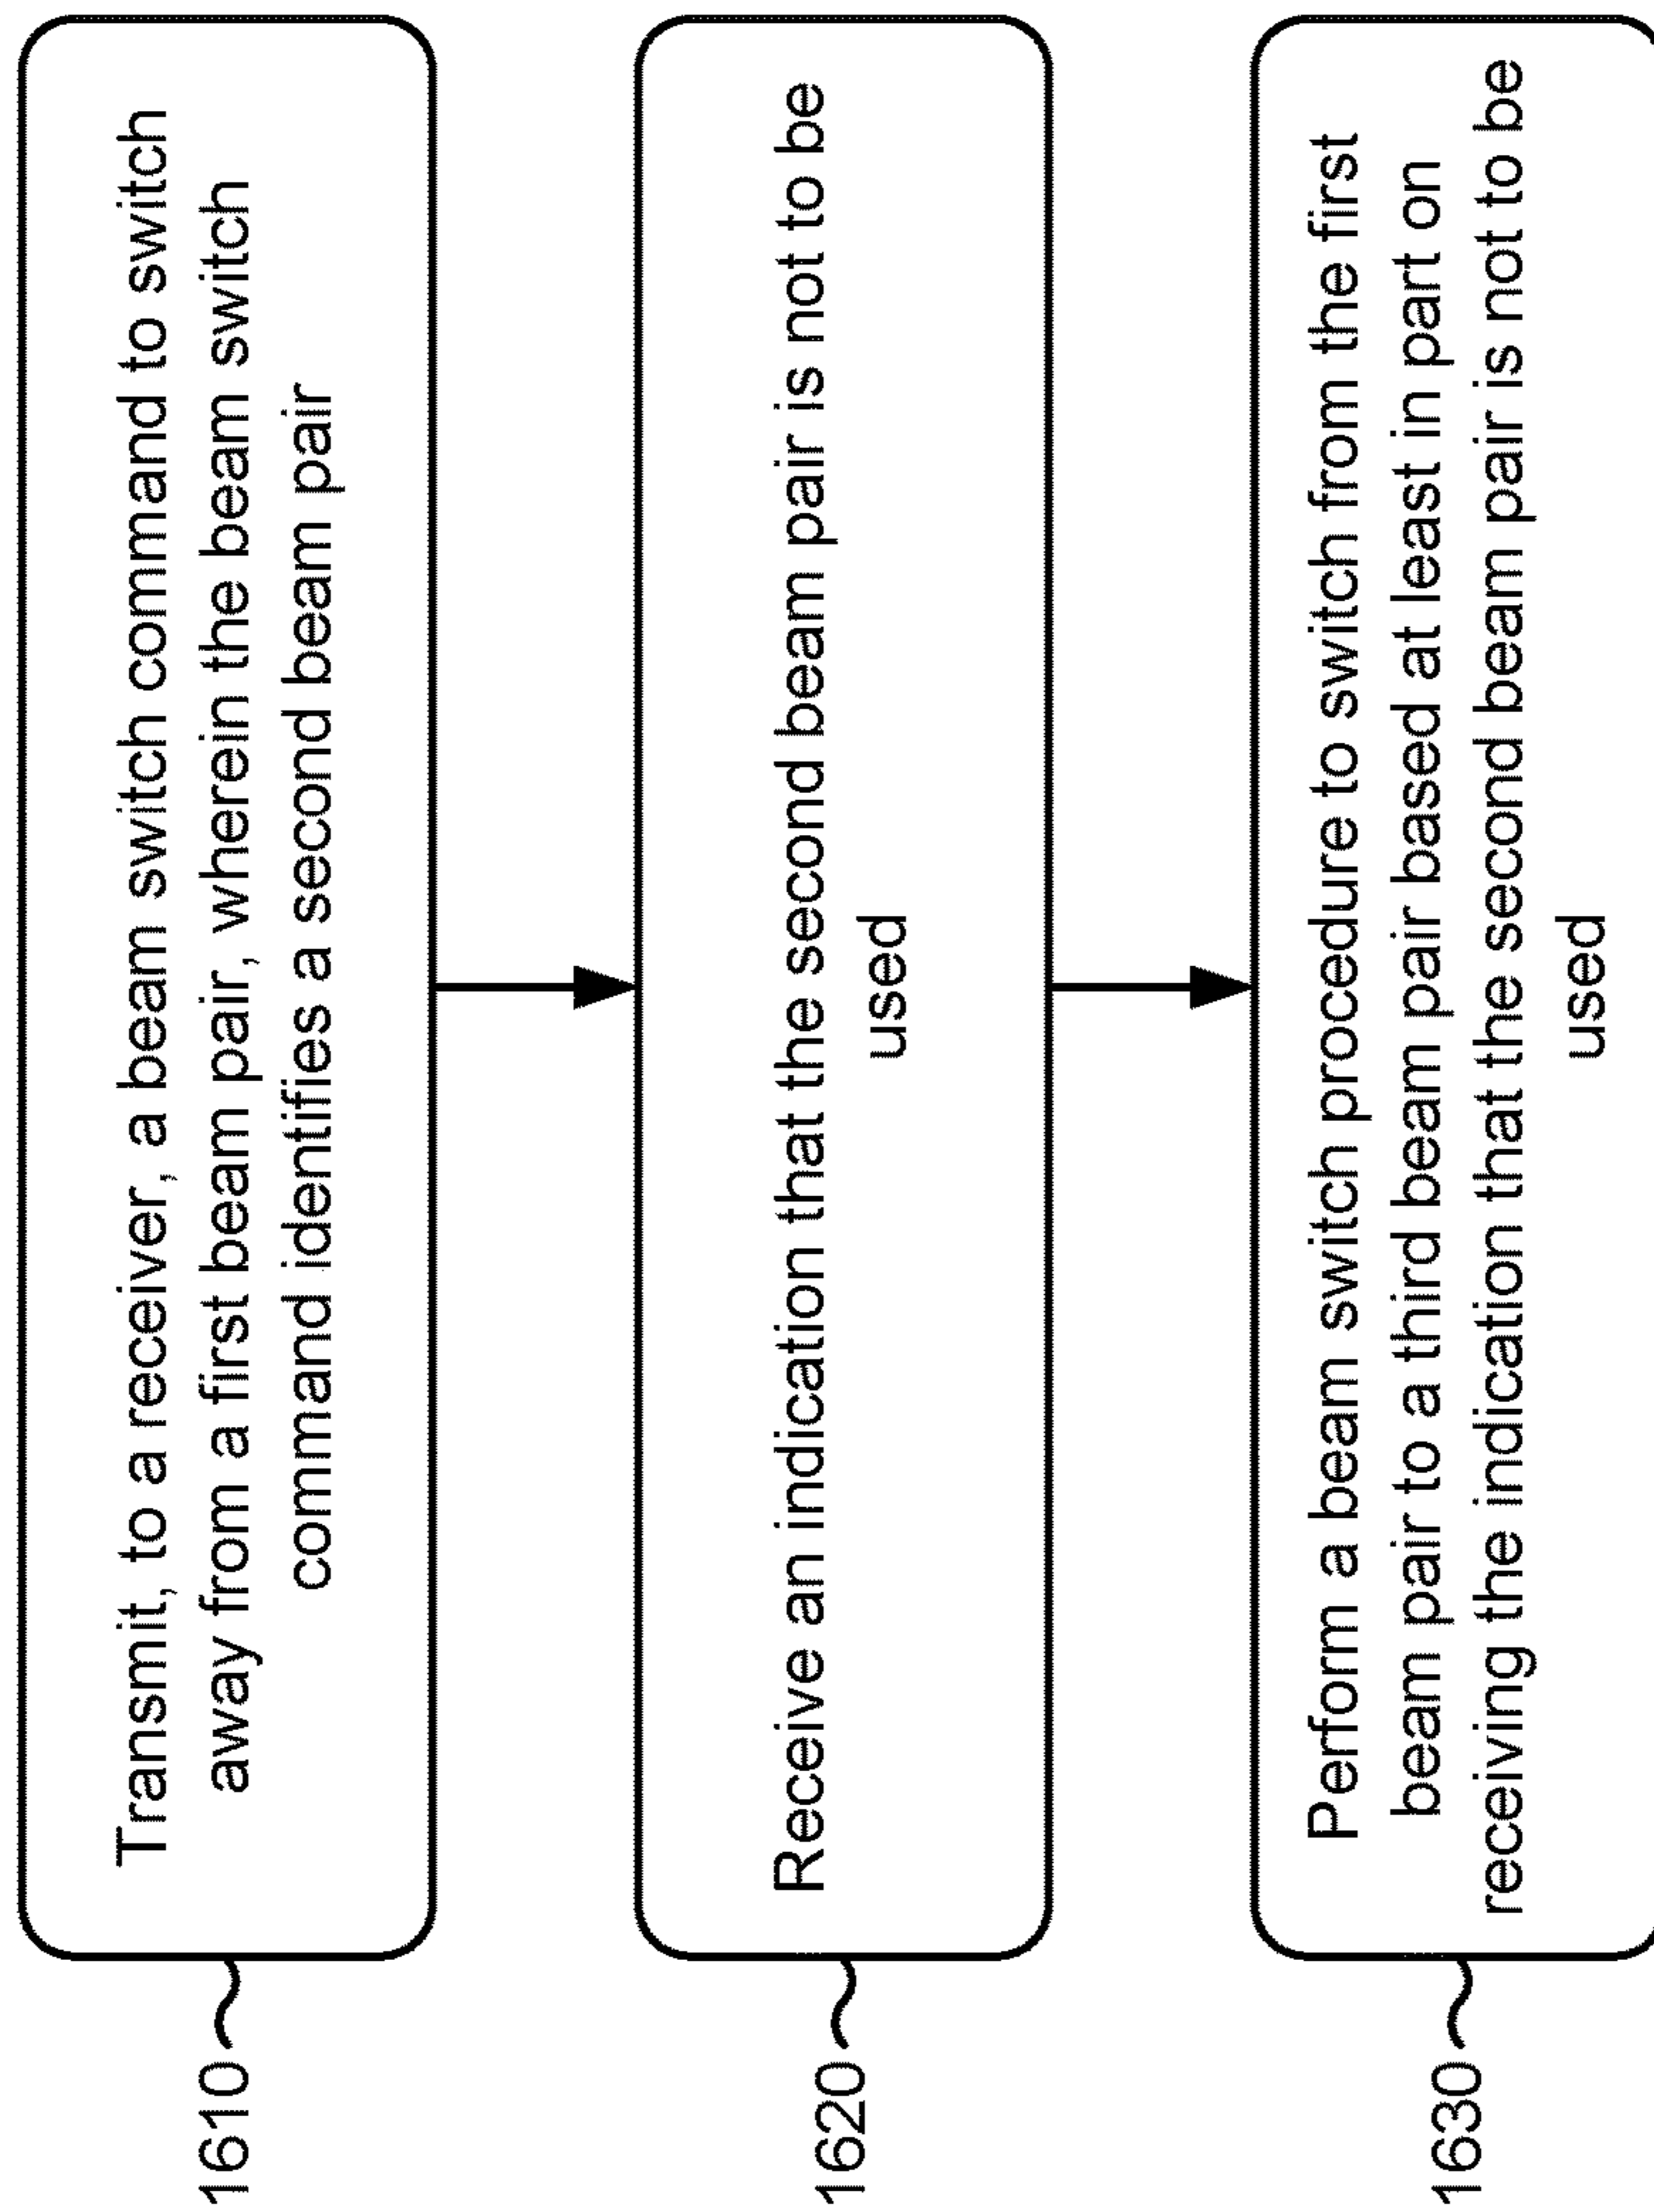 1610
Transmit, to a receiver, a beam switch command to switch
away from a first beam pair, wherein the beam switch
command identifies a second beam pair
1620
Receive an indication that the second beam pair is not to be
used
1630
Perform a beam switch procedure to switch from the first
beam pair to a third beam pair based at least in part on
receiving the indication that the second beam pair is not to be
used